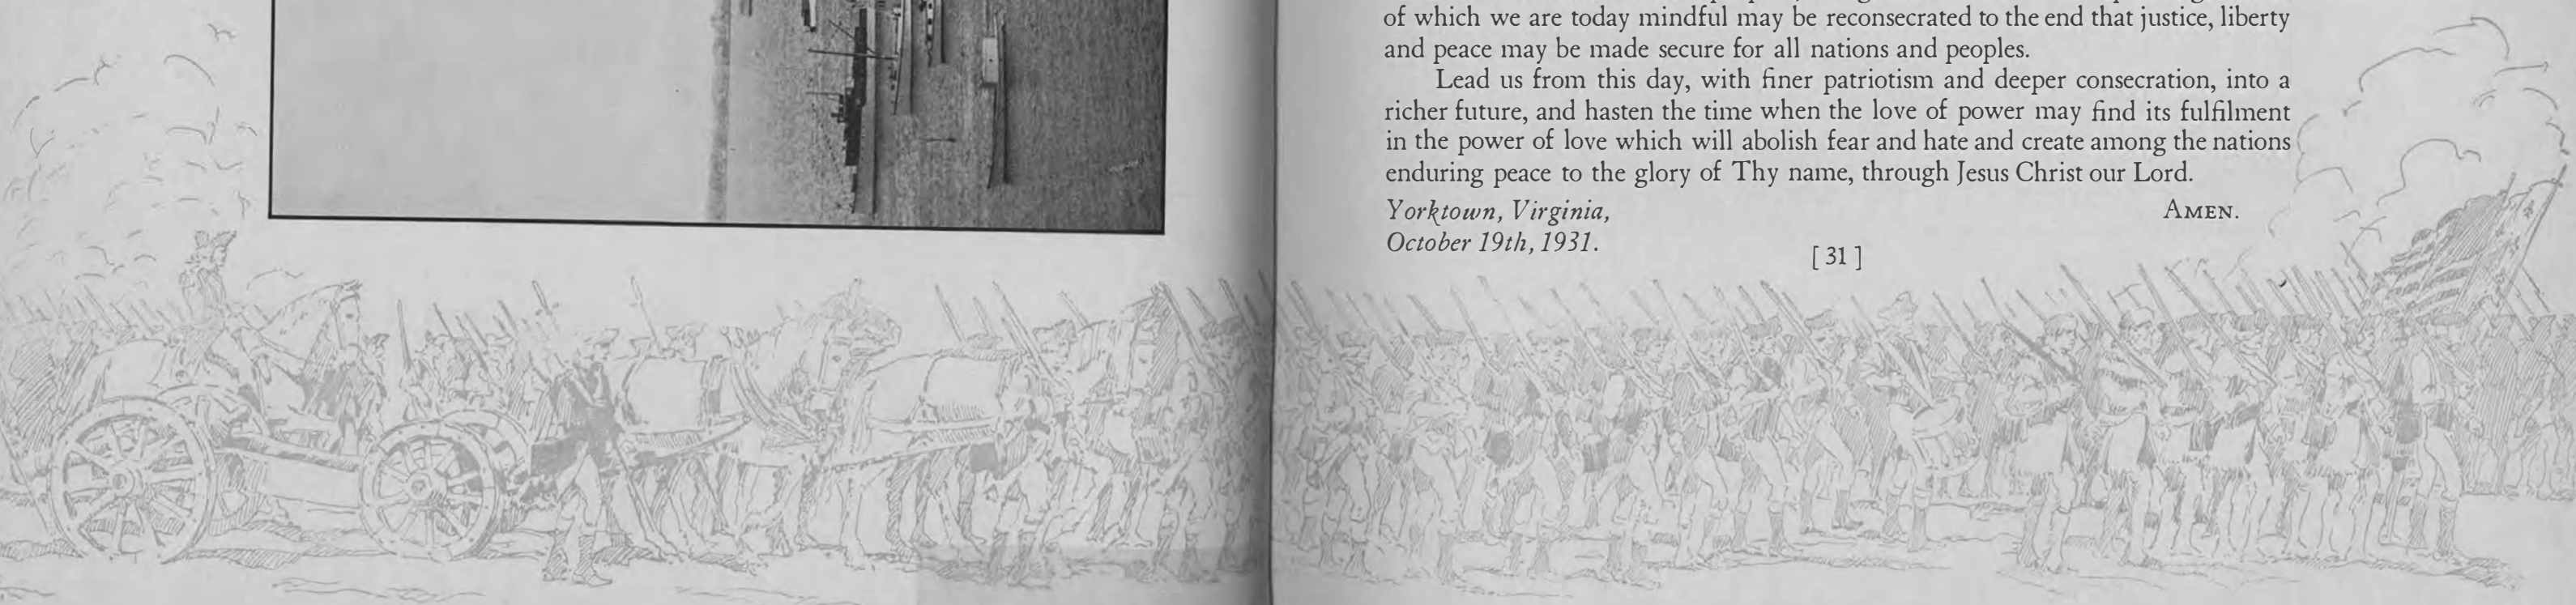 of which we are today mindful may be reconsecrated to the end that justice, liberty
and peace may be made secure for all nations and peoples.
Lead us from this day, with finer patriotism and deeper consecration, into a
richer future, and hasten the time when the love of power may find its fulfilment
in the power of love which will abolish fear and hate and create among the nations
enduring peace to the glory of Thy name, through Jesus Christ our Lord.
Yorktown, Virginia, AMEN.
October 19th, 1931.
[ 31 ]